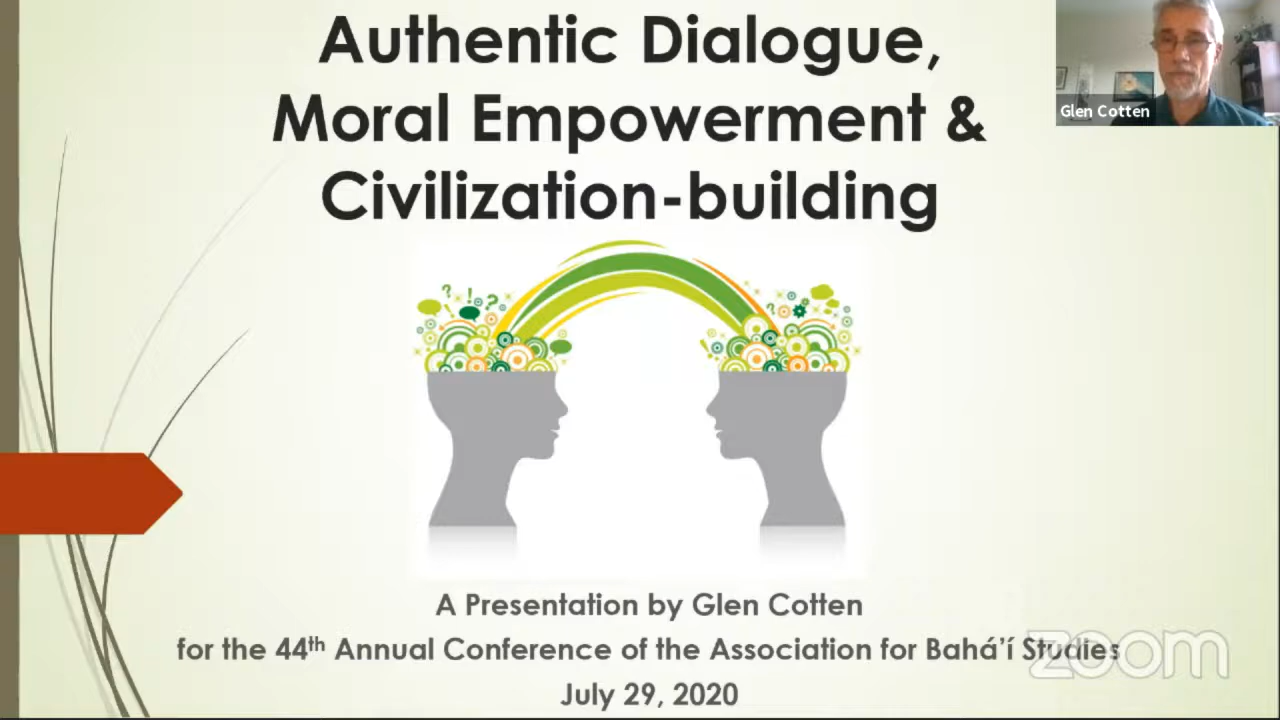 Authentic Dialogue,
Moral Empowerment &
Civilization-building
Glen Cotten
A Presentation by Glen Cotten
for the 44th Annual Conference of the Association for Bahá’í Studies
zoom
July 29, 2020